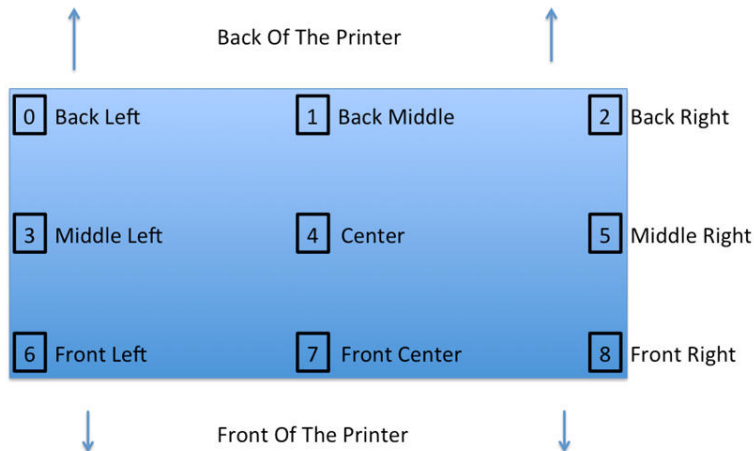 Back Of The Printer
0 Back Left 1 Back Middle 2 Back Right
3 Middle Left 4 Center 5 Middle Right
6 Front Left 7 Front Center 8 Front Right
Front Of The Printer